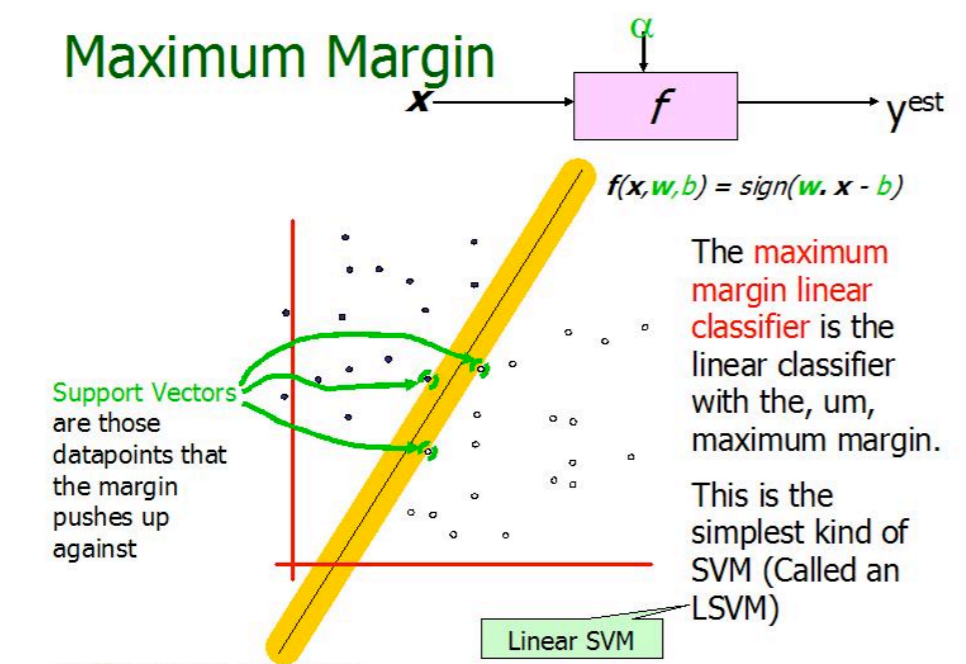 Maximum Margin
α
x
f
y^est
f(x,w,b) = sign(w. x - b)
The maximum
margin linear
classifier is the
linear classifier
with the, um,
maximum margin.
This is the
simplest kind of
SVM (Called an
LSVM)
Support Vectors
are those
datapoints that
the margin
pushes up
against
Linear SVM